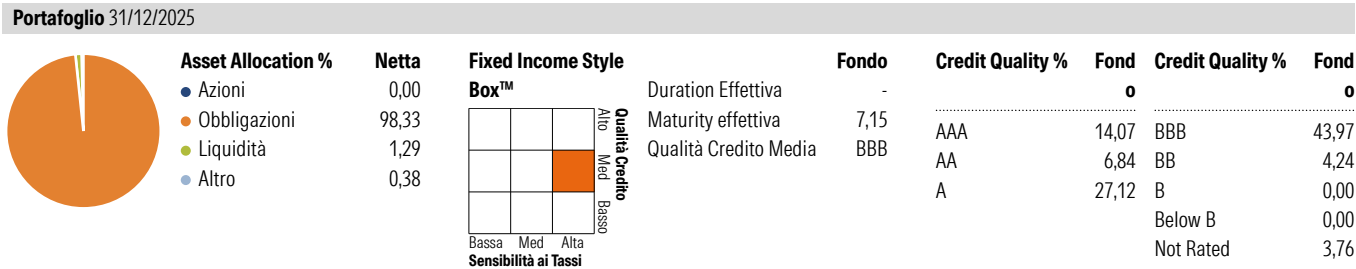 Portafoglio 31/12/2025
Asset Allocation % Netta
Azioni 0,00
Obbligazioni 98,33
Liquidità 1,29
Altro 0,38
Fixed Income Style Box™
Alto Med Basso
Qualità Credito
Bassa Med Alta
Sensibilità ai Tassi
Fondo
Duration Effettiva -
Maturity effettiva 7,15
Qualità Credito Media BBB
Credit Quality % Fond
o
AAA 14,07
AA 6,84
A 27,12
Credit Quality % Fond
o
BBB 43,97
BB 4,24
B 0,00
Below B 0,00
Not Rated 3,76